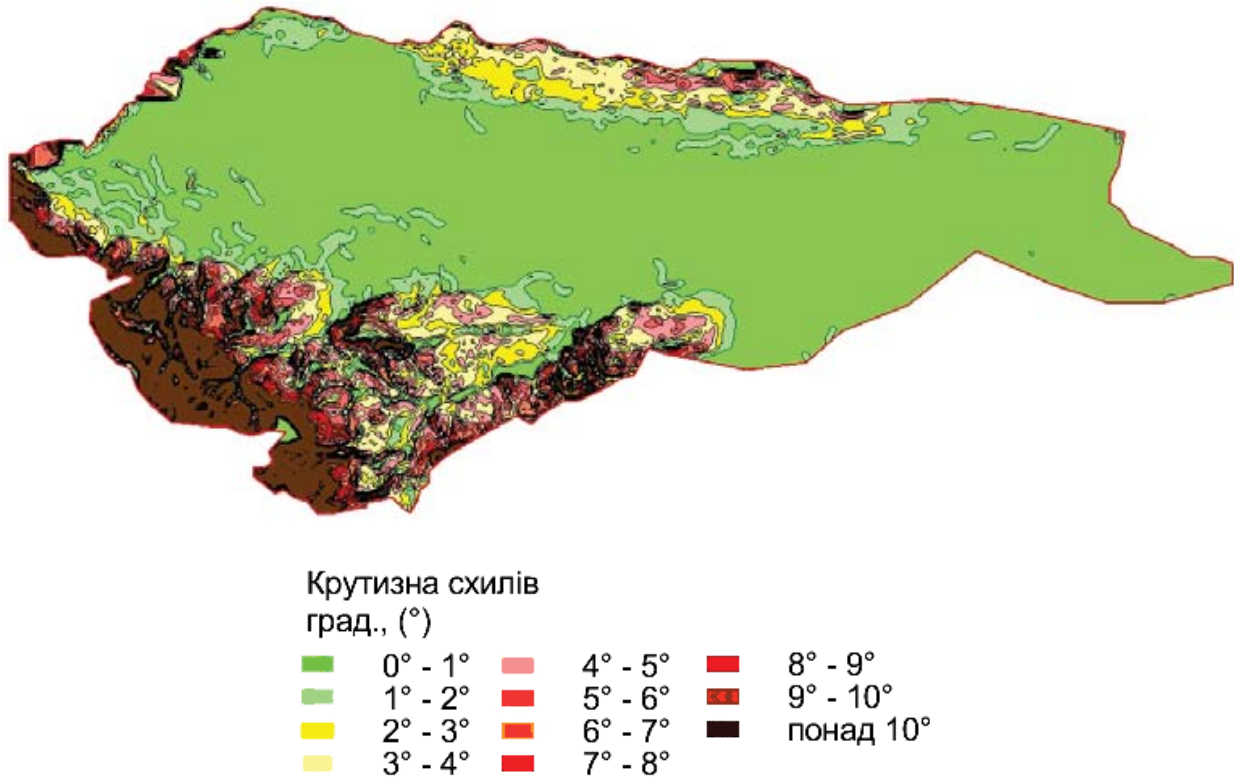 Крутизна схилів
град., (°)
0° - 1°
1° - 2°
2° - 3°
3° - 4°
4° - 5°
5° - 6°
6° - 7°
7° - 8°
8° - 9°
9° - 10°
понад 10°